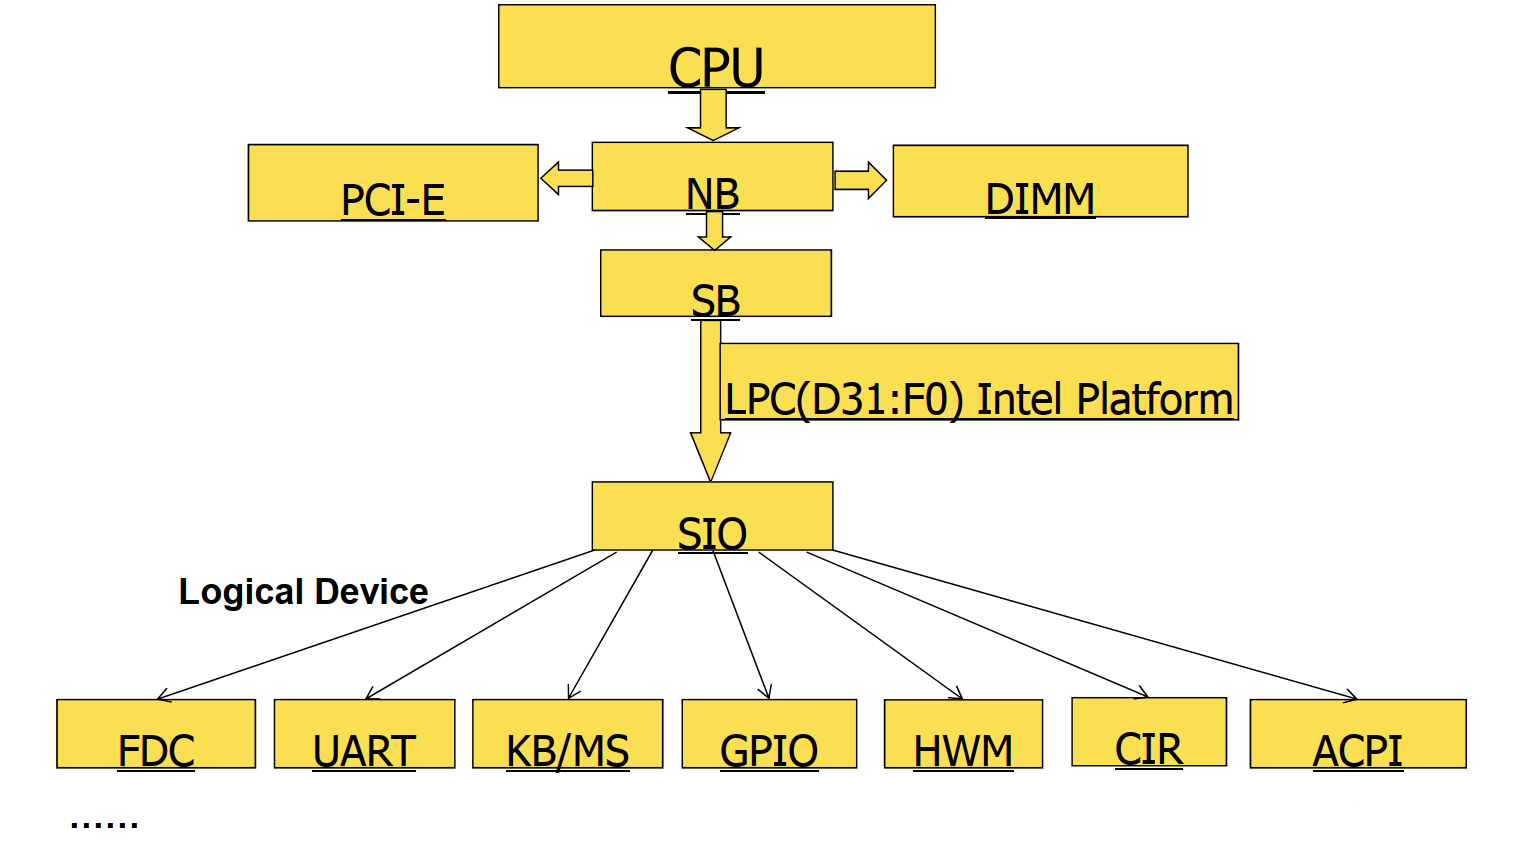 CPU
PCI-E
NB
DIMM
SB
LPC(D31:F0) Intel Platform
SIO
Logical Device
FDC
UART
KB/MS
GPIO
HWM
CIR
ACPI
......